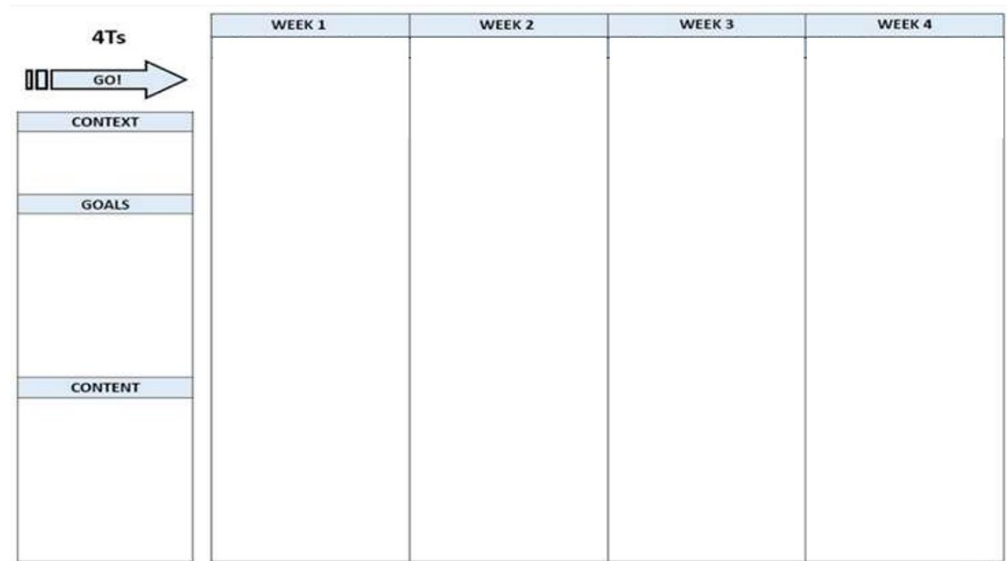 4Ts
GO!
CONTEXT
GOALS
CONTENT
WEEK 1
WEEK 2
WEEK 3
WEEK 4